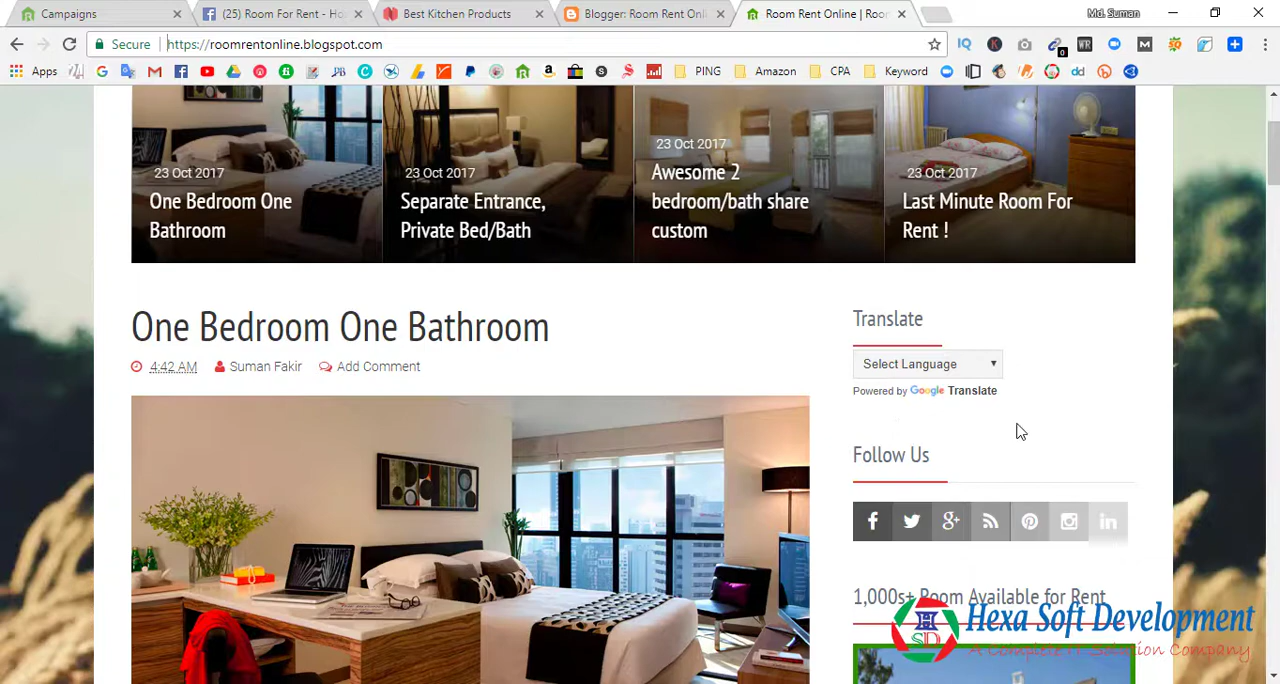 Campaigns
(25) Room For Rent - Ho
Best Kitchen Products
Blogger: Room Rent Onl
Room Rent Online | Roo
Md. Suman
Secure
https://roomrentonline.blogspot.com
Apps
PING
Amazon
CPA
Keyword
23 Oct 2017
One Bedroom One
Bathroom
23 Oct 2017
Separate Entrance,
Private Bed/Bath
23 Oct 2017
Awesome 2
bedroom/bath share
custom
23 Oct 2017
Last Minute Room For
Rent !
One Bedroom One Bathroom
4:42 AM Suman Fakir Add Comment
Translate
Select Language
Powered by Google Translate
Follow Us
1,000s+ Room Available for Rent
Hexa Soft Development
A Complete IT Solution Company